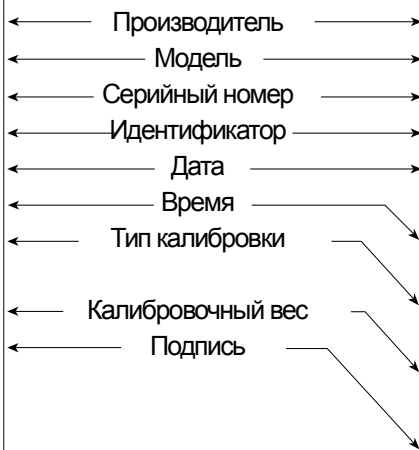 Производитель
Модель
Серийный номер
Идентификатор
Дата
Время
Тип калибровки
Калибровочный вес
Подпись